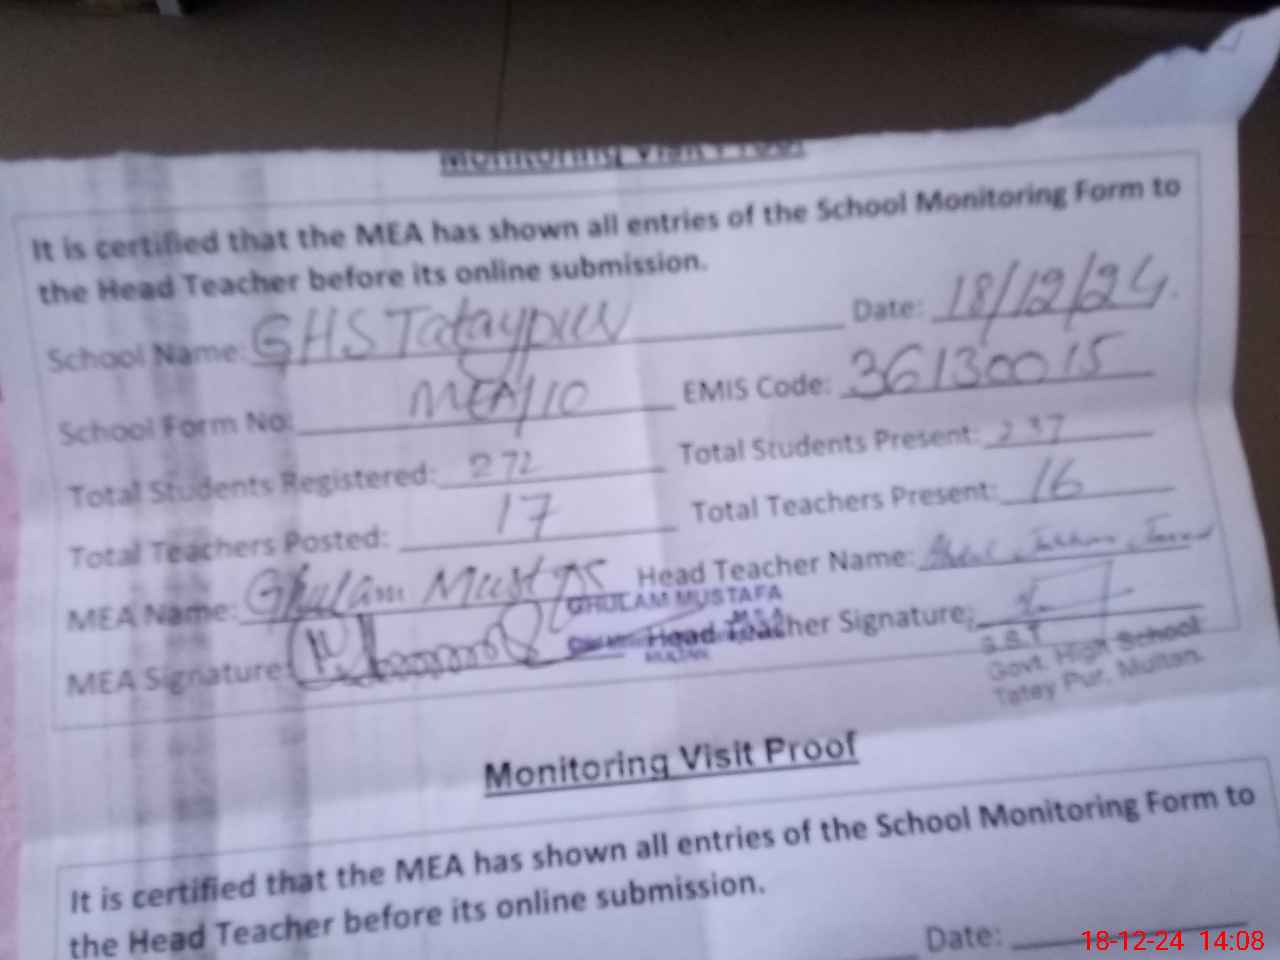 Monitoring Visit Proof
It is certified that the MEA has shown all entries of the School Monitoring Form to
the Head Teacher before its online submission.
School Name: GHS Tataypur Date: 18/12/24.
School Form No: MEA/10 EMIS Code: 36130015
Total Students Registered: 272 Total Students Present: 237
Total Teachers Posted: 17 Total Teachers Present: 16
MEA Name: Ghulam Mustafa Head Teacher Name:
GHULAM MUSTAFA
M.E.A
MEA Signature: Head Teacher Signature:
MULTAN
S.S.T
Govt. High School
Tatey Pur, Multan.
Monitoring Visit Proof
It is certified that the MEA has shown all entries of the School Monitoring Form to
the Head Teacher before its online submission.
Date:
18-12-24 14:08